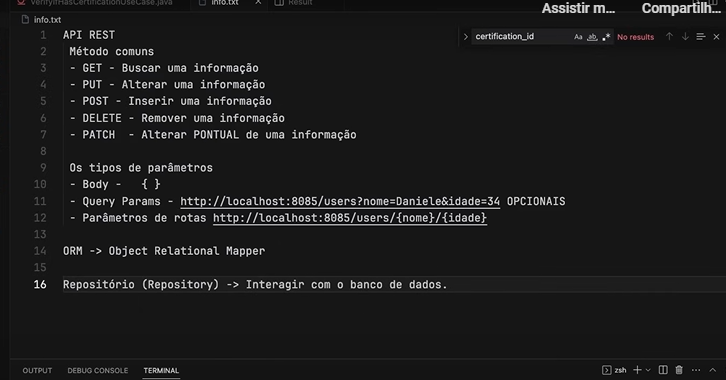 VerifyIfHasCertificationUseCase.java
info.txt
Result
Assistir m...
Compartilh...
info.txt
certification_id
Aa
ab
No results
1 API REST
2 Método comuns
3 - GET - Buscar uma informação
4 - PUT - Alterar uma informação
5 - POST - Inserir uma informação
6 - DELETE - Remover uma informação
7 - PATCH - Alterar PONTUAL de uma informação
8
9 Os tipos de parâmetros
10 - Body - { }
11 - Query Params - http://localhost:8085/users?nome=Daniele&idade=34 OPCIONAIS
12 - Parâmetros de rotas http://localhost:8085/users/{nome}/{idade}
13
14 ORM -> Object Relational Mapper
15
16 Repositório (Repository) -> Interagir com o banco de dados.
OUTPUT
DEBUG CONSOLE
TERMINAL
zsh